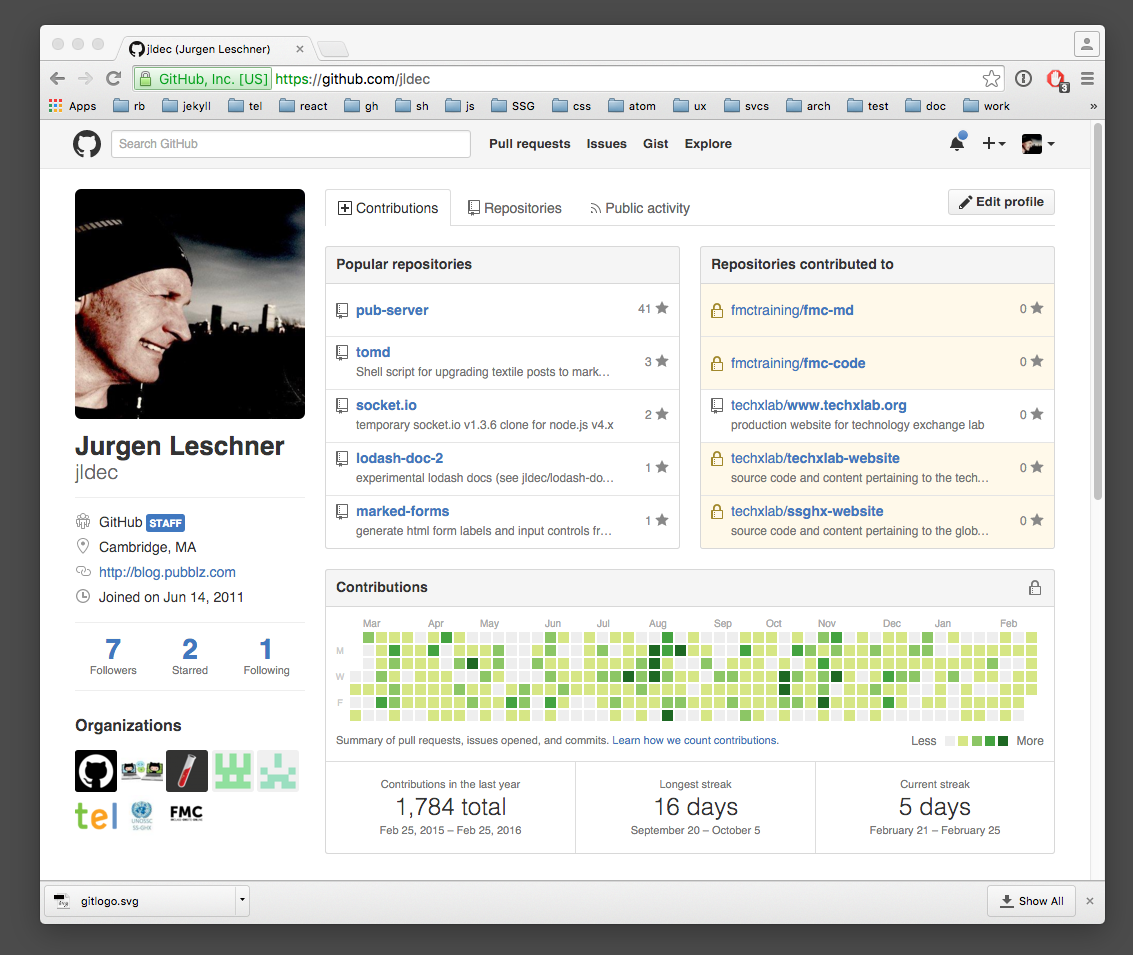 jldec (Jurgen Leschner)
GitHub, Inc. [US] https://github.com/jldec
3
Apps rb jekyll tel react gh sh js SSG css atom ux svcs arch test doc work »
Search GitHub Pull requests Issues Gist Explore
Contributions Repositories Public activity Edit profile
Jurgen Leschner
jldec
GitHub STAFF
Cambridge, MA
http://blog.pubblz.com
Joined on Jun 14, 2011
7 2 1
Followers Starred Following
Organizations
tel
UNOSSC
SS-GHX
FMC
Popular repositories
pub-server 41
tomd 3
Shell script for upgrading textile posts to mark…
socket.io 2
temporary socket.io v1.3.6 clone for node.js v4.x
lodash-doc-2 1
experimental lodash docs (see jldec/lodash-do…
marked-forms 1
generate html form labels and input controls fr…
Repositories contributed to
fmctraining/fmc-md 0
fmctraining/fmc-code 0
techxlab/www.techxlab.org 0
production website for technology exchange lab
techxlab/techxlab-website 0
source code and content pertaining to the tech…
techxlab/ssghx-website 0
source code and content pertaining to the glob…
Contributions
Mar Apr May Jun Jul Aug Sep Oct Nov Dec Jan Feb
M
W
F
Summary of pull requests, issues opened, and commits. Learn how we count contributions. Less More
Contributions in the last year
1,784 total
Feb 25, 2015 – Feb 25, 2016
Longest streak
16 days
September 20 – October 5
Current streak
5 days
February 21 – February 25
gitlogo.svg Show All